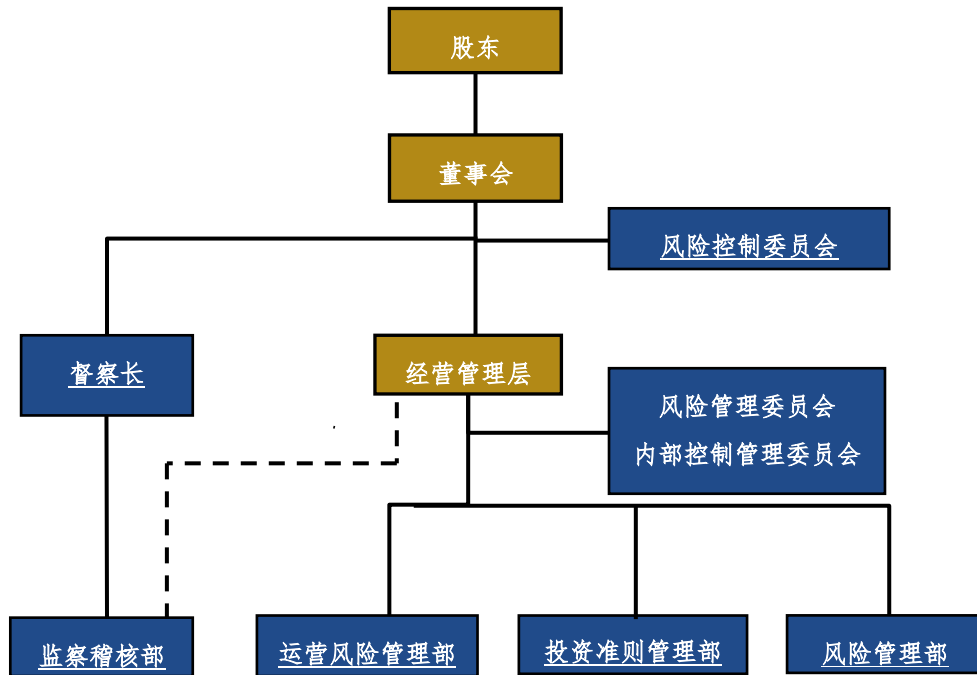 股东
董事会
风险控制委员会
督察长
经营管理层
风险管理委员会
内部控制管理委员会
监察稽核部
运营风险管理部
投资准则管理部
风险管理部